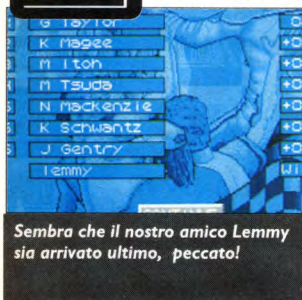 G Taylor
K Magee
M Iton
M Tsuda
N Mackenzie
K Schwantz
J Gentry
lemmy
Sembra che il nostro amico Lemmy
sia arrivato ultimo, peccato!